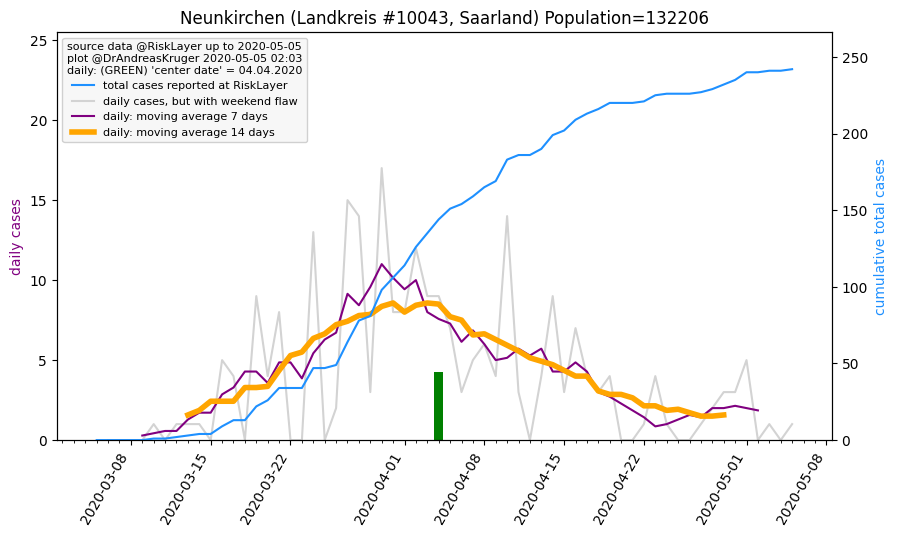 Neunkirchen (Landkreis #10043, Saarland) Population=132206
source data @RiskLayer up to 2020-05-05
plot @DrAndreasKruger 2020-05-05 02:03
daily: (GREEN) 'center date' = 04.04.2020
total cases reported at RiskLayer
daily cases, but with weekend flaw
daily: moving average 7 days
daily: moving average 14 days
daily cases
25
20
15
10
5
0
cumulative total cases
250
200
150
100
50
0
2020-03-08
2020-03-15
2020-03-22
2020-04-01
2020-04-08
2020-04-15
2020-04-22
2020-05-01
2020-05-08